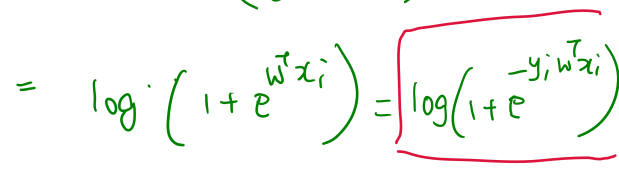 = log (1 + e^{w^T x_i}) = log(1 + e^{-y_i w^T x_i})